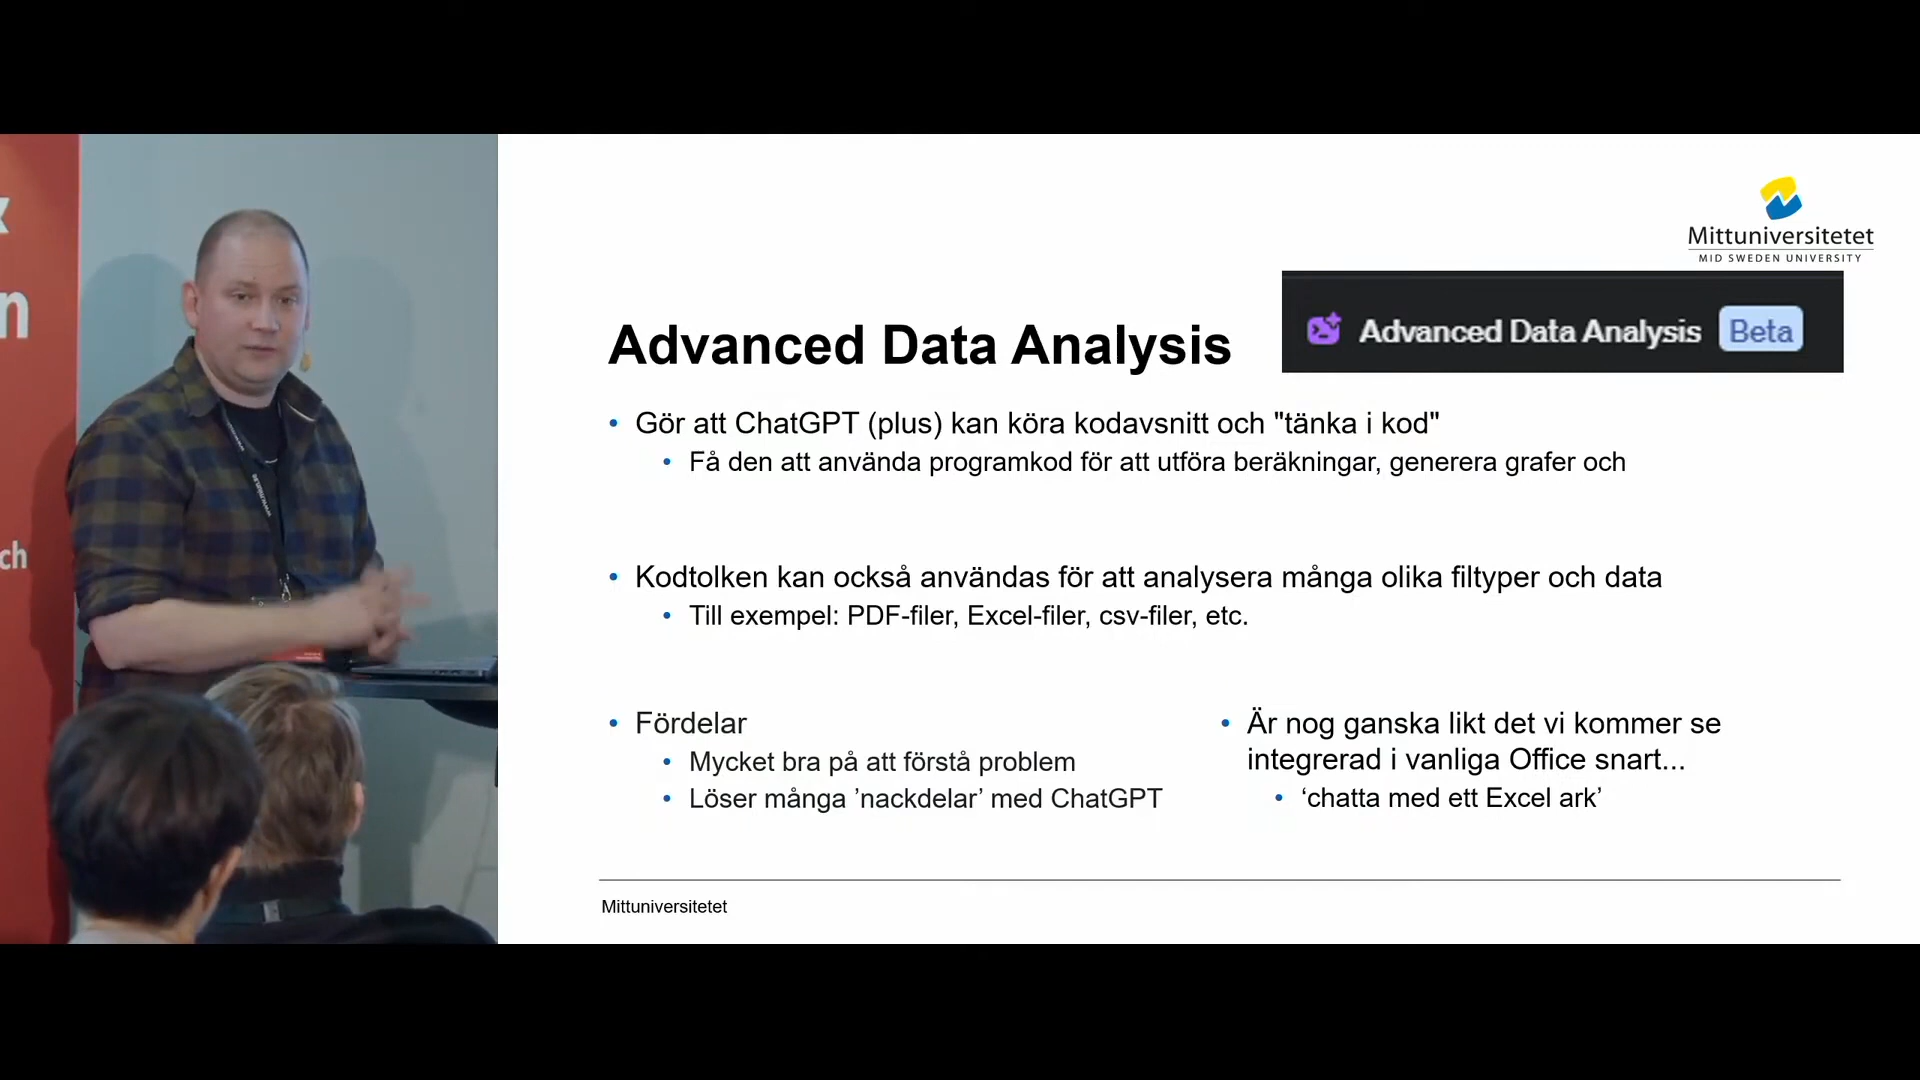 Mittuniversitetet
MID SWEDEN UNIVERSITY
Advanced Data Analysis
Advanced Data Analysis Beta
• Gör att ChatGPT (plus) kan köra kodavsnitt och "tänka i kod"
• Få den att använda programkod för att utföra beräkningar, generera grafer och
• Kodtolken kan också användas för att analysera många olika filtyper och data
• Till exempel: PDF-filer, Excel-filer, csv-filer, etc.
• Fördelar
• Mycket bra på att förstå problem
• Löser många ’nackdelar’ med ChatGPT
• Är nog ganska likt det vi kommer se
integrerad i vanliga Office snart...
• ‘chatta med ett Excel ark’
Mittuniversitetet
n
ch